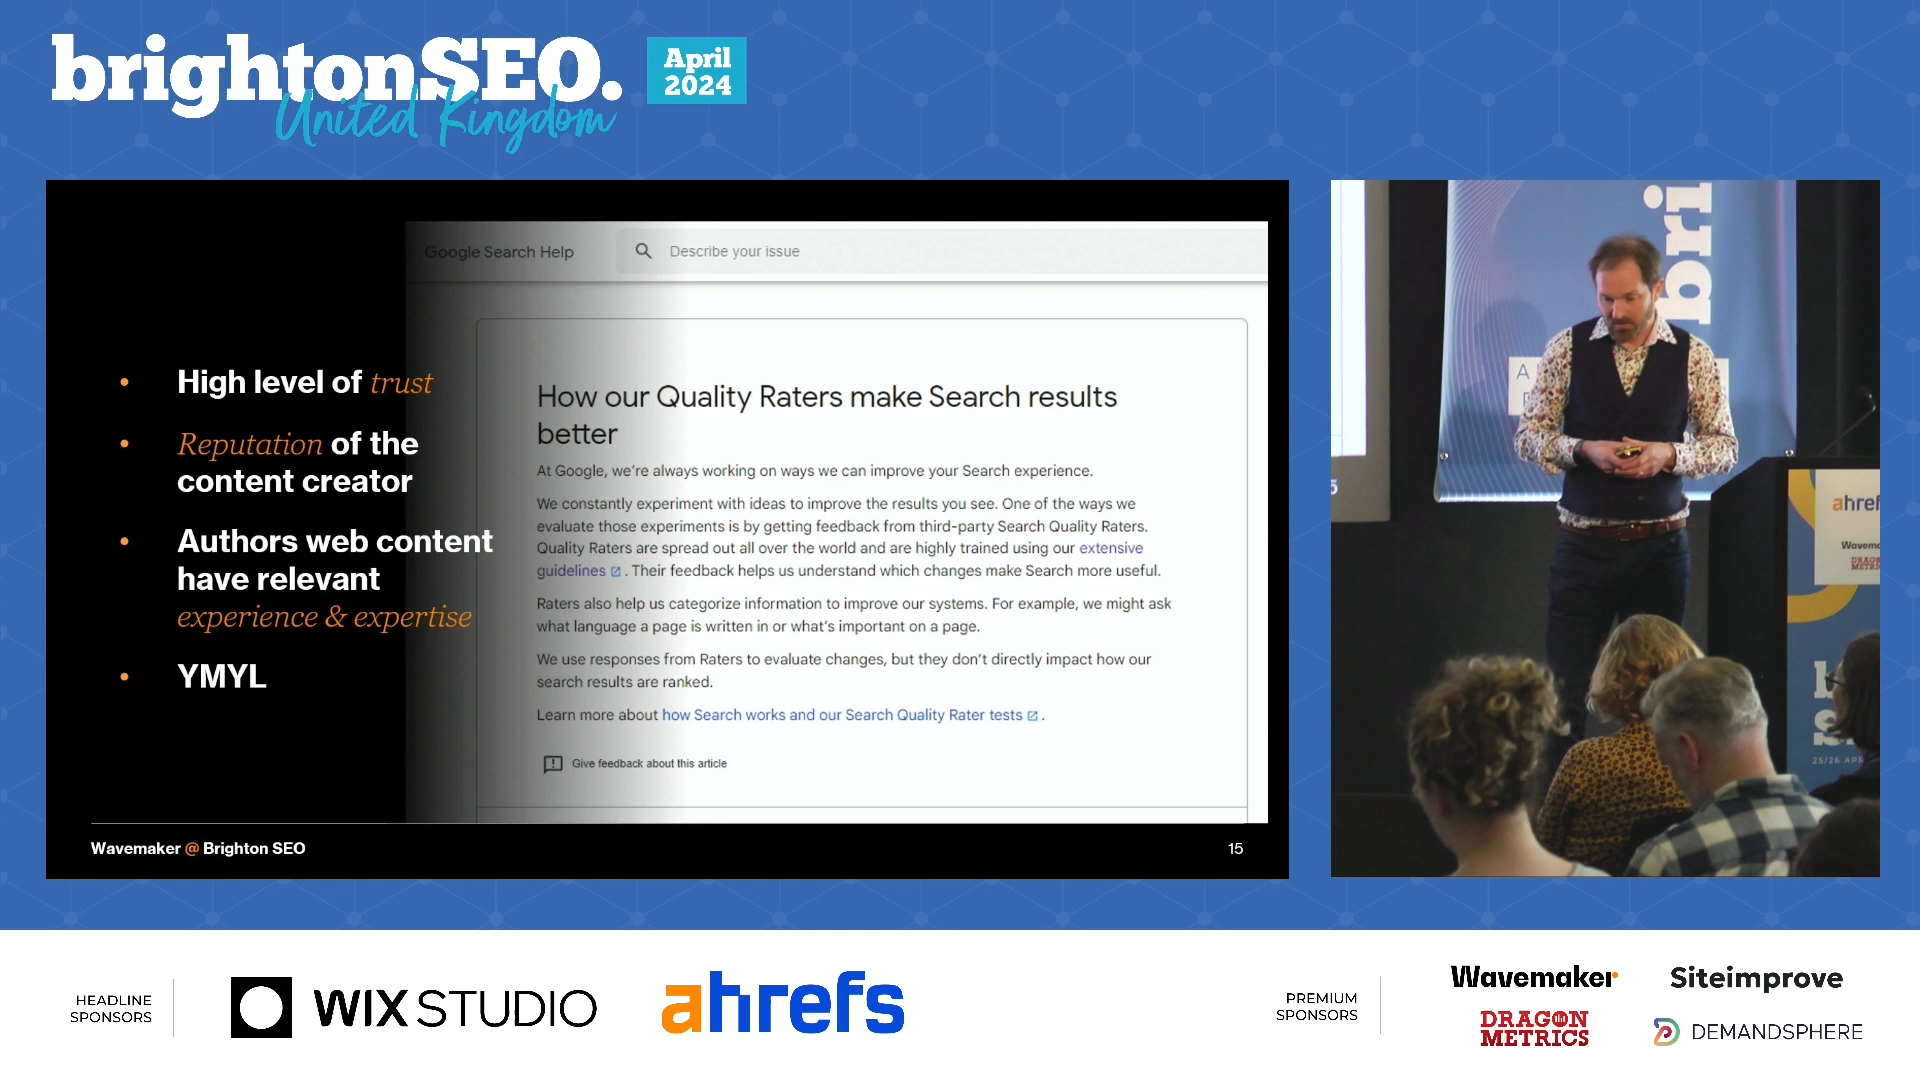 brightonSEO.
United Kingdom
April
2024
Google Search Help
Describe your issue
• High level of trust
• Reputation of the
content creator
• Authors web content
have relevant
experience & expertise
• YMYL
How our Quality Raters make Search results
better
At Google, we're always working on ways we can improve your Search experience.
We constantly experiment with ideas to improve the results you see. One of the ways we
evaluate those experiments is by getting feedback from third-party Search Quality Raters.
Quality Raters are spread out all over the world and are highly trained using our extensive
guidelines. Their feedback helps us understand which changes make Search more useful.
Raters also help us categorize information to improve our systems. For example, we might ask
what language a page is written in or what's important on a page.
We use responses from Raters to evaluate changes, but they don't directly impact how our
search results are ranked.
Learn more about how Search works and our Search Quality Rater tests.
Give feedback about this article
Wavemaker @ Brighton SEO
15
bri
5
ahref
Wavem
DRAG
METRI
25/26 APR
HEADLINE
SPONSORS
WIX STUDIO
ahrefs
PREMIUM
SPONSORS
Wavemaker
Siteimprove
DRAGON
METRICS
DEMANDSPHERE